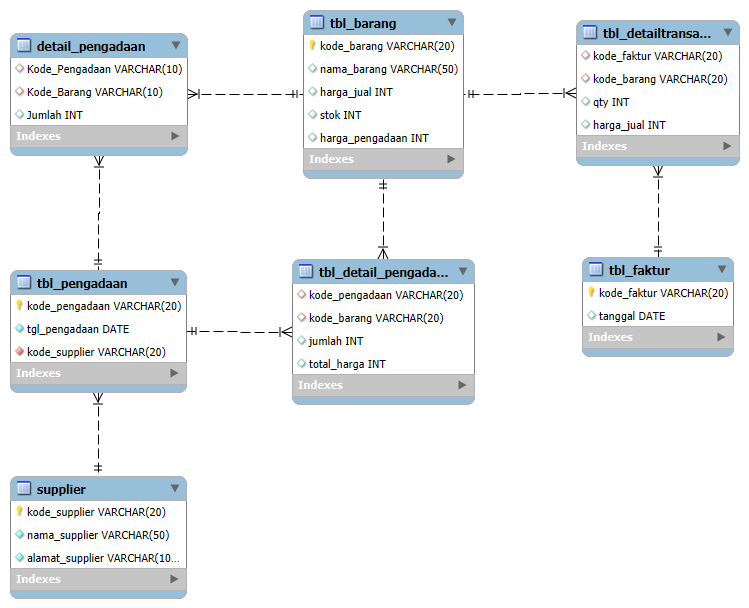 detail_pengadaan
Kode_Pengadaan VARCHAR(10)
Kode_Barang VARCHAR(10)
Jumlah INT
Indexes
tbl_barang
kode_barang VARCHAR(20)
nama_barang VARCHAR(50)
harga_jual INT
stok INT
harga_pengadaan INT
Indexes
tbl_detailtransa...
kode_faktur VARCHAR(20)
kode_barang VARCHAR(20)
qty INT
harga_jual INT
Indexes
tbl_pengadaan
kode_pengadaan VARCHAR(20)
tgl_pengadaan DATE
kode_supplier VARCHAR(20)
Indexes
tbl_detail_pengada...
kode_pengadaan VARCHAR(20)
kode_barang VARCHAR(20)
jumlah INT
total_harga INT
Indexes
tbl_faktur
kode_faktur VARCHAR(20)
tanggal DATE
Indexes
supplier
kode_supplier VARCHAR(20)
nama_supplier VARCHAR(50)
alamat_supplier VARCHAR(10...
Indexes